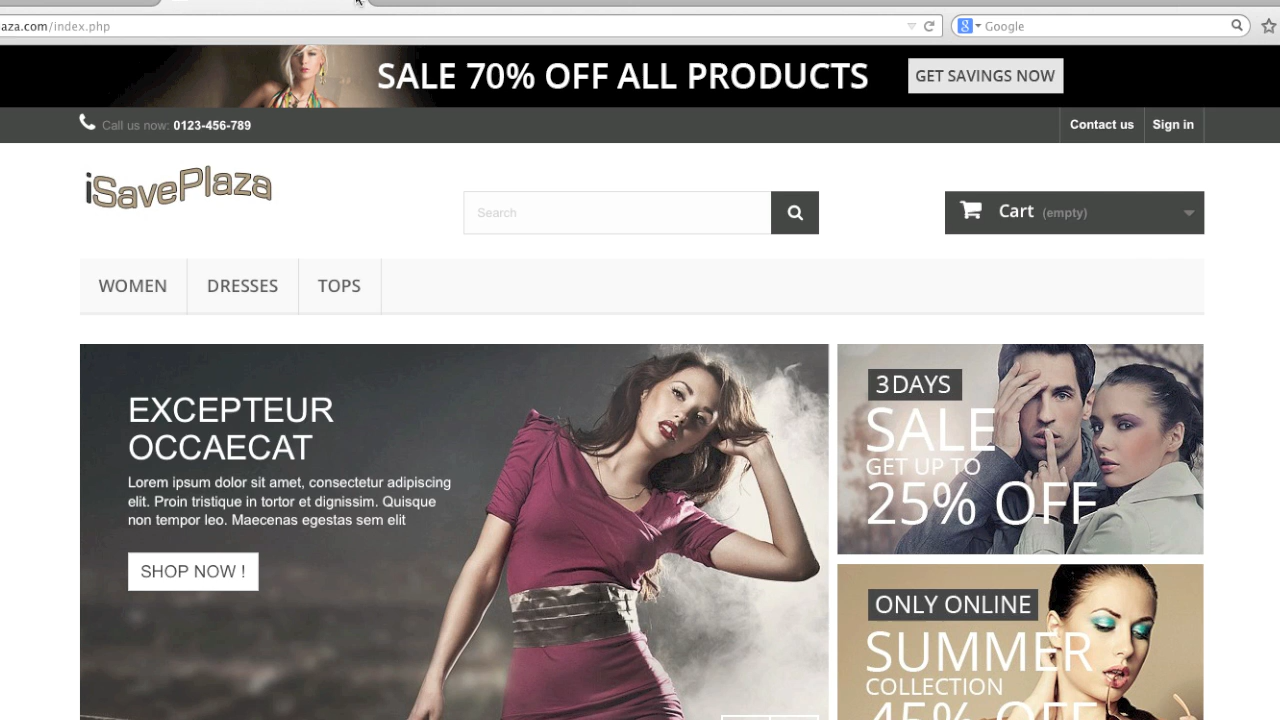 aza.com/index.php
Google
SALE 70% OFF ALL PRODUCTS
GET SAVINGS NOW
Call us now: 0123-456-789
Contact us
Sign in
iSavePlaza
Search
Cart (empty)
WOMEN
DRESSES
TOPS
EXCEPTEUR
OCCAECAT
Lorem ipsum dolor sit amet, consectetur adipiscing
elit. Proin tristique in tortor et dignissim. Quisque
non tempor leo. Maecenas egestas sem elit
SHOP NOW !
3DAYS
SALE
GET UP TO
25% OFF
ONLY ONLINE
SUMMER
COLLECTION
45% OFF